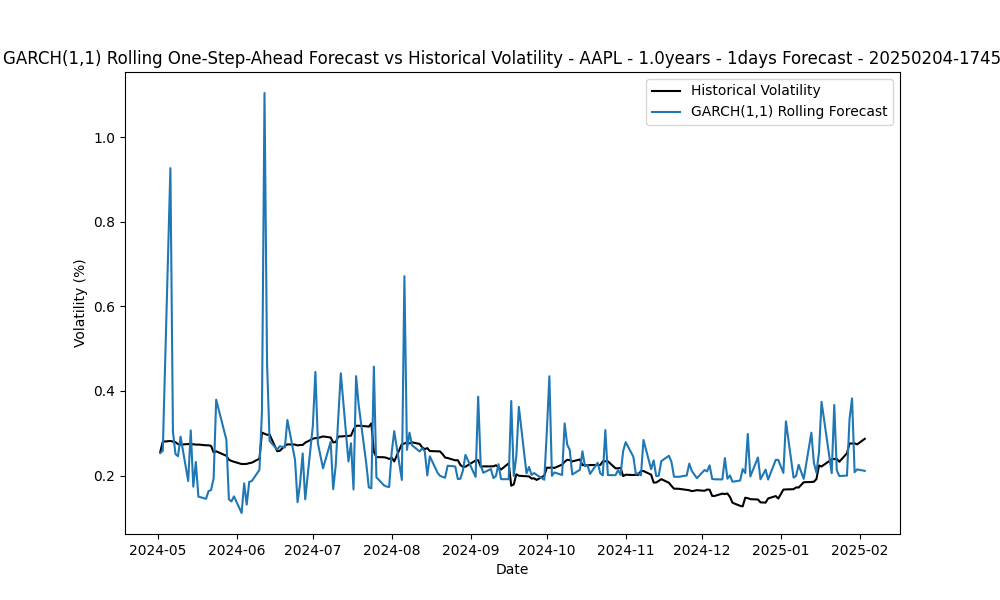 GARCH(1,1) Rolling One-Step-Ahead Forecast vs Historical Volatility - AAPL - 1.0years - 1days Forecast - 20250204-1745
Historical Volatility
GARCH(1,1) Rolling Forecast
1.0
0.8
0.6
0.4
0.2
Volatility (%)
2024-05 2024-06 2024-07 2024-08 2024-09 2024-10 2024-11 2024-12 2025-01 2025-02
Date